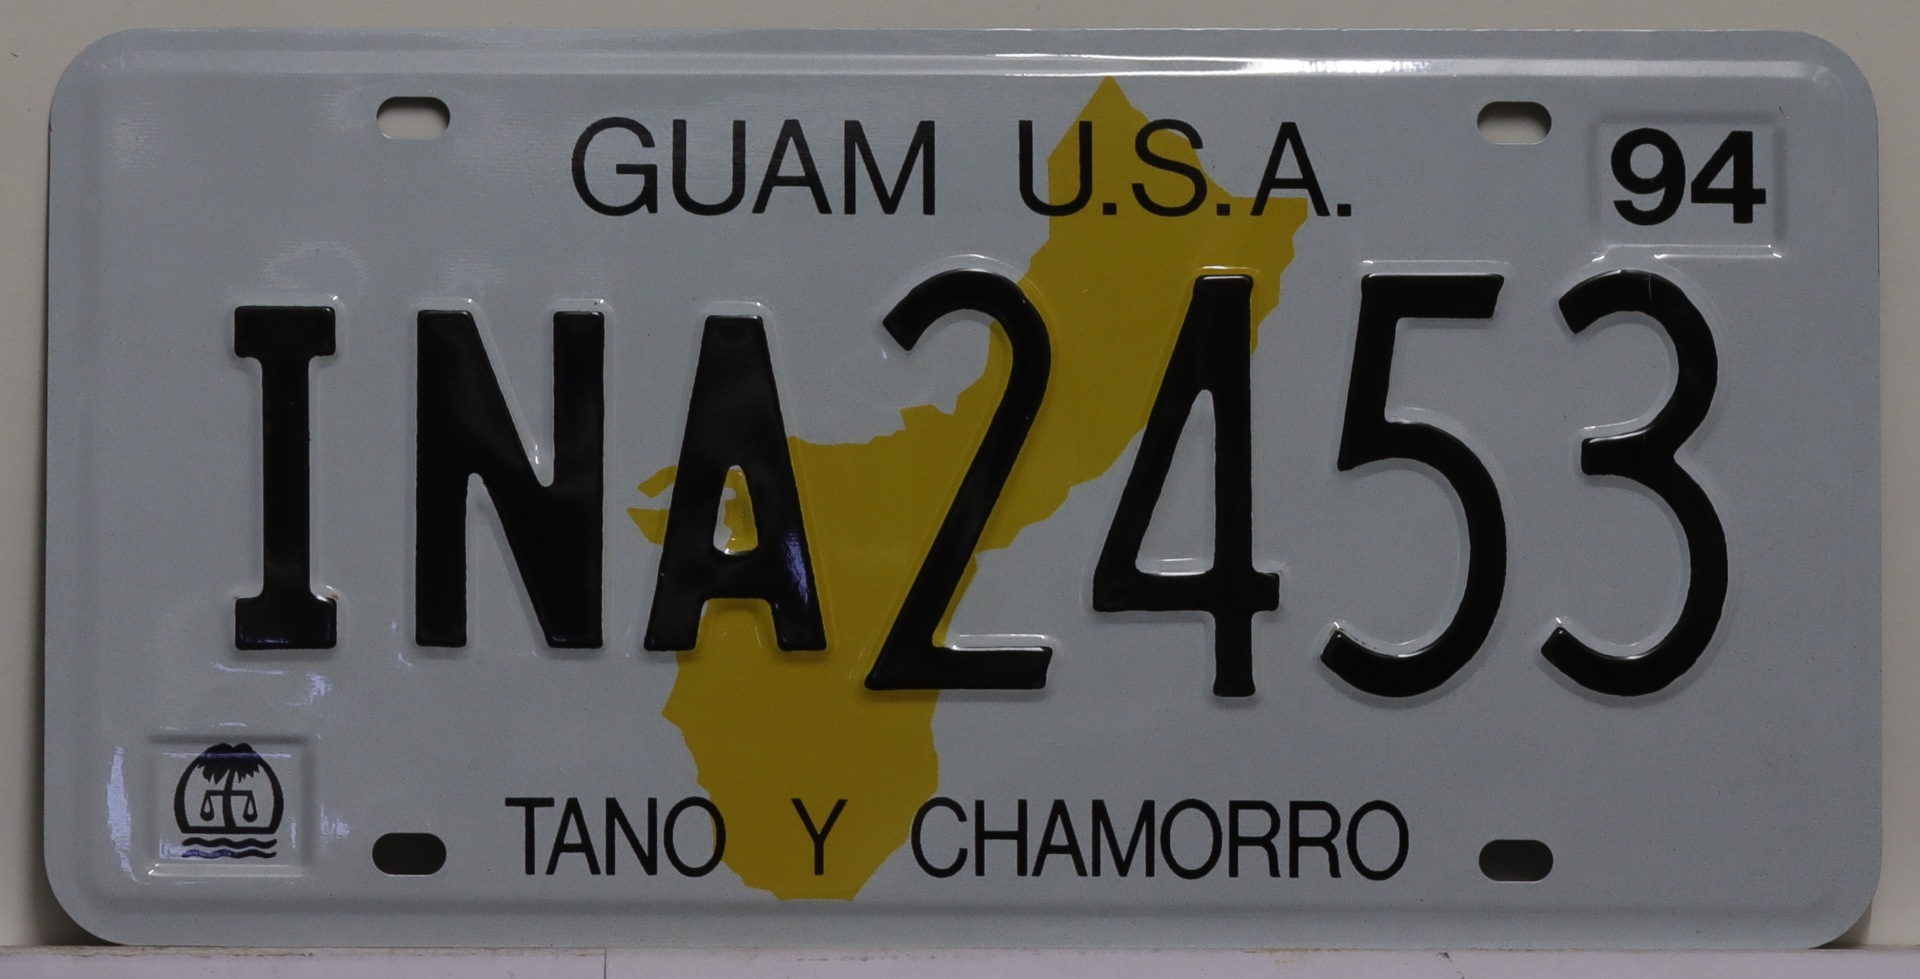 GUAM U.S.A.
94
INA2453
TANO Y CHAMORRO